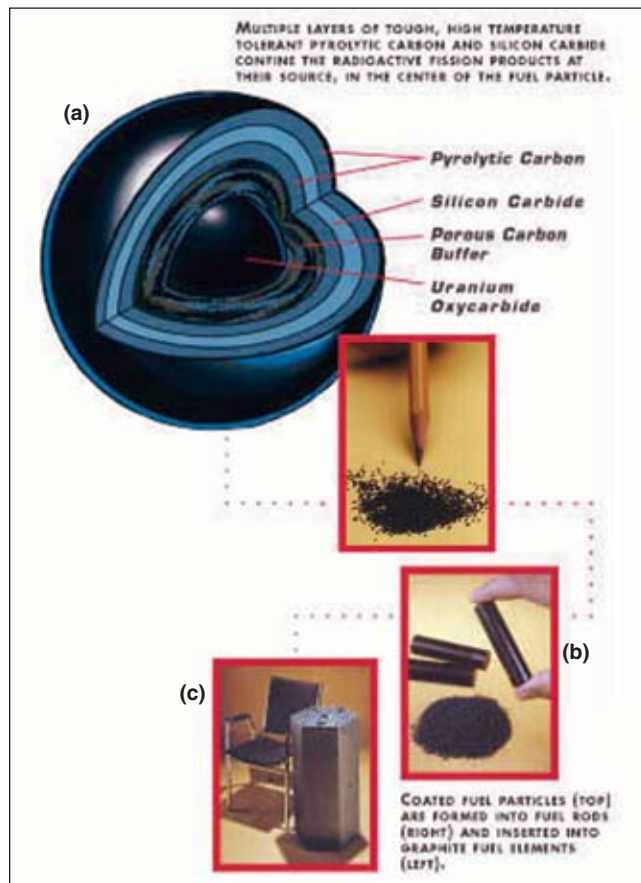 MULTIPLE LAYERS OF TOUGH, HIGH TEMPERATURE
TOLERANT PYROLYTIC CARBON AND SILICON CARBIDE
CONFINE THE RADIOACTIVE FISSION PRODUCTS AT
THEIR SOURCE, IN THE CENTER OF THE FUEL PARTICLE.
(a)
Pyrolytic Carbon
Silicon Carbide
Porous Carbon
Buffer
Uranium
Oxycarbide
(b)
(c)
COATED FUEL PARTICLES (TOP)
ARE FORMED INTO FUEL RODS
(RIGHT) AND INSERTED INTO
GRAPHITE FUEL ELEMENTS
(LEFT).